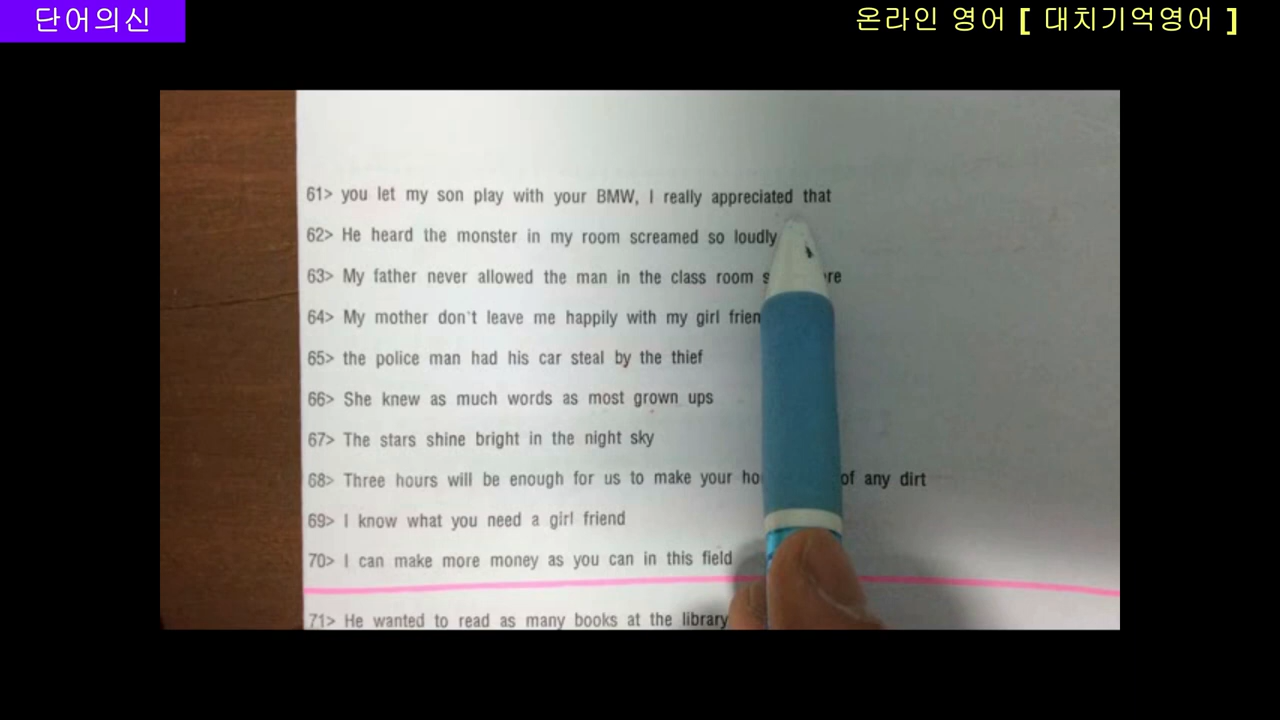 단어의신
온라인 영어 [ 대치기억영어 ]
61> you let my son play with your BMW, I really appreciated that
62> He heard the monster in my room screamed so loudly
63> My father never allowed the man in the class room
64> My mother don't leave me happily with my girl
65> the police man had his car steal by the thief
66> She knew as much words as most grown ups
67> The stars shine bright in the night sky
68> Three hours will be enough for us to make your of any dirt
69> I know what you need a girl friend
70> I can make more money as you can in this field
71> He wanted to read as many books at the library